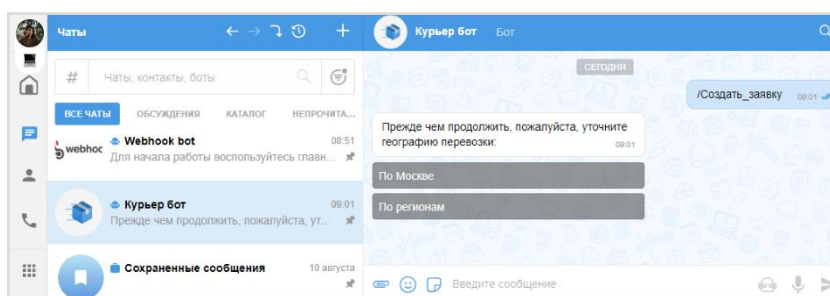 Чаты
Чаты, контакты, боты
ВСЕ ЧАТЫ ОБСУЖДЕНИЯ КАТАЛОГ НЕПРОЧИТА...
webhoc
Webhook bot 08:51
Для начала работы воспользуйтесь главн...
Курьер бот 09:01
Прежде чем продолжить, пожалуйста, ут...
Сохраненные сообщения 10 августа
Курьер бот Бот
СЕГОДНЯ
/Создать_заявку 09:01
Прежде чем продолжить, пожалуйста, уточните
географию перевозки: 09:01
По Москве
По регионам
Введите сообщение